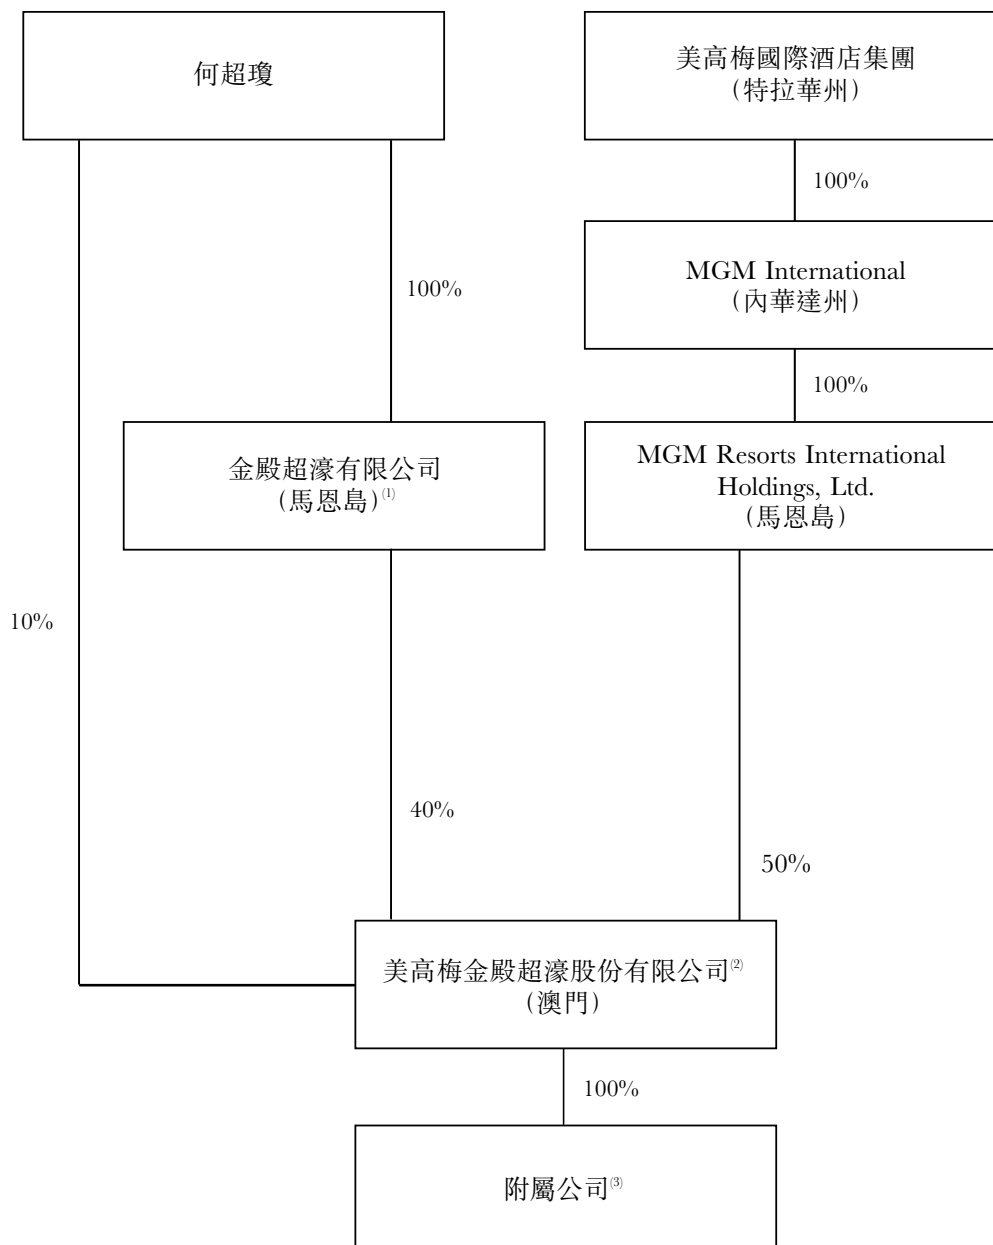 何超瓊
美高梅國際酒店集團
(特拉華州)
100%
MGM International
(內華達州)
100%
100%
金殿超濠有限公司
(馬恩島)(1)
MGM Resorts International
Holdings, Ltd.
(馬恩島)
10%
40%
50%
美高梅金殿超濠股份有限公司(2)
(澳門)
100%
附屬公司(3)